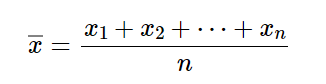 x̄ = (x₁ + x₂ + ··· + xₙ) / n